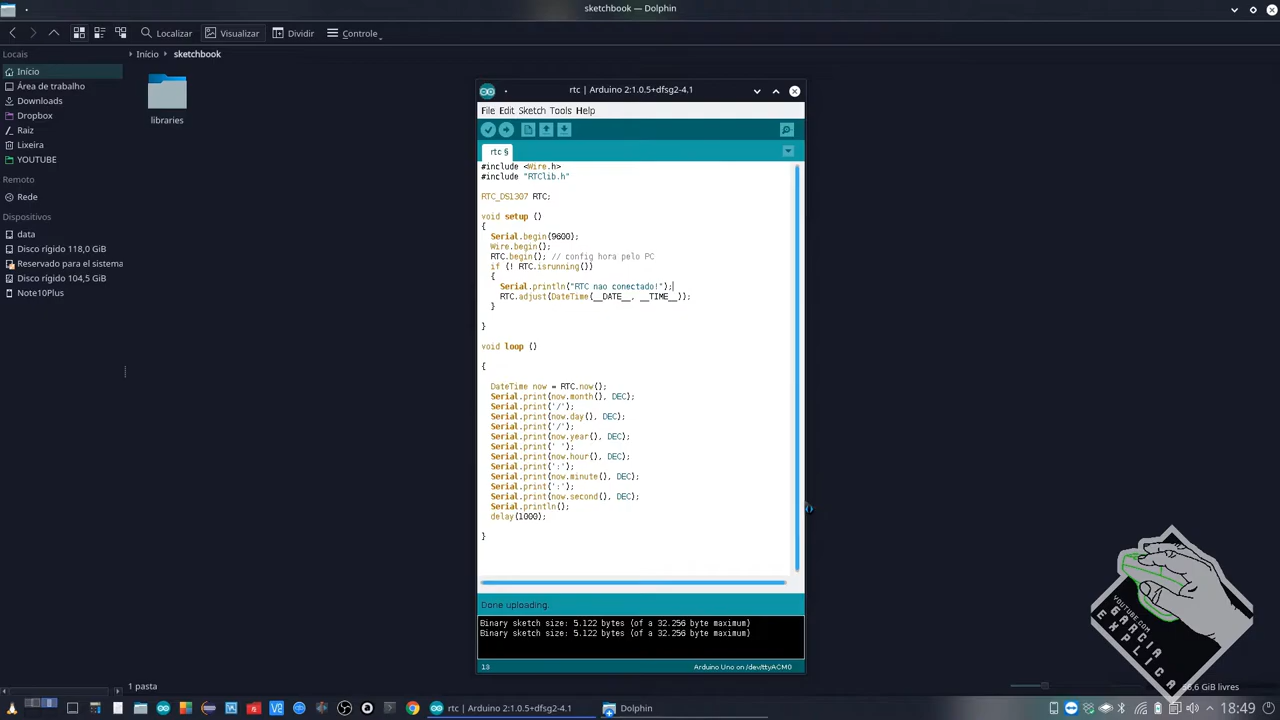 sketchbook — Dolphin
Localizar
Visualizar
Dividir
Controle
Locais
Início
sketchbook
Início
Área de trabalho
Downloads
Dropbox
Raiz
Lixeira
YOUTUBE
Remoto
Rede
Dispositivos
data
Disco rígido 118,0 GiB
Reservado para el sistema
Disco rígido 104,5 GiB
Note10Plus
libraries
rtc | Arduino 2:1.0.5+dfsg2-4.1
File Edit Sketch Tools Help
rtc §
#include <Wire.h>
#include "RTClib.h"
RTC_DS1307 RTC;
void setup ()
{
Serial.begin(9600);
Wire.begin();
RTC.begin(); // config hora pelo PC
if (! RTC.isrunning())
{
Serial.println("RTC nao conectado!");
RTC.adjust(DateTime(__DATE__, __TIME__));
}
}
void loop ()
{
DateTime now = RTC.now();
Serial.print(now.month(), DEC);
Serial.print('/');
Serial.print(now.day(), DEC);
Serial.print('/');
Serial.print(now.year(), DEC);
Serial.print(' ');
Serial.print(now.hour(), DEC);
Serial.print(':');
Serial.print(now.minute(), DEC);
Serial.print(':');
Serial.print(now.second(), DEC);
Serial.println();
delay(1000);
}
Done uploading.
Binary sketch size: 5.122 bytes (of a 32.256 byte maximum)
Binary sketch size: 5.122 bytes (of a 32.256 byte maximum)
13
Arduino Uno on /dev/ttyACM0
YOUTUBE.COM
GARCIA
EXPLICA
1 pasta
GiB livres
rtc | Arduino 2:1.0.5+dfsg2-4.1
Dolphin
18:49